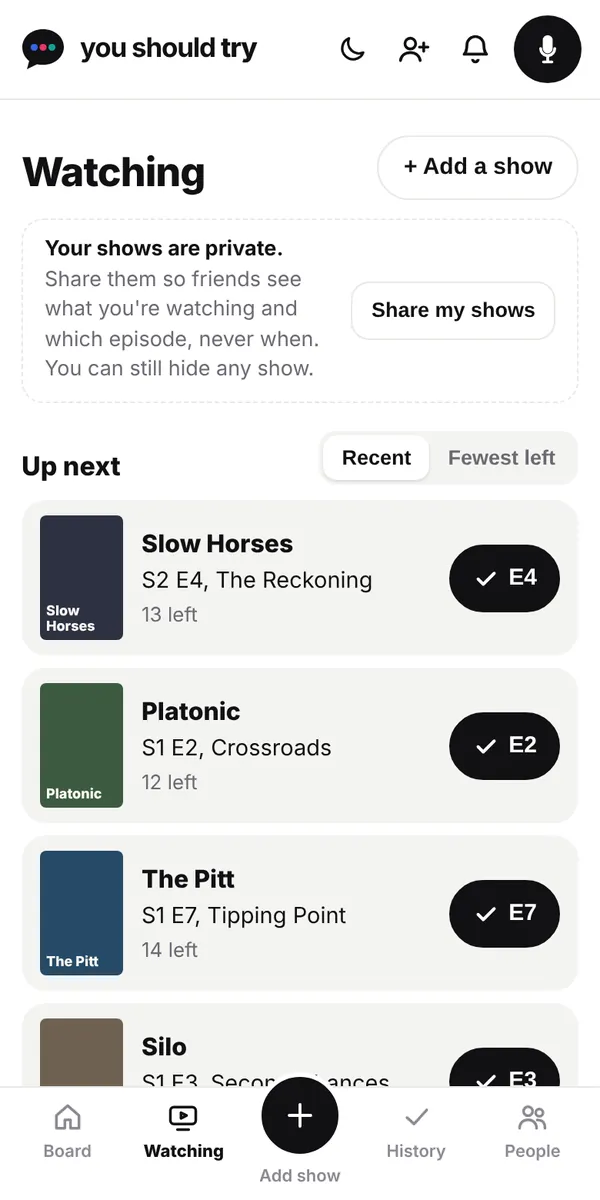 you should try
Watching
+ Add a show
Your shows are private.
Share them so friends see
what you're watching and
which episode, never when.
You can still hide any show.
Share my shows
Up next
Recent
Fewest left
Slow
Horses
Slow Horses
S2 E4, The Reckoning
13 left
E4
Platonic
Platonic
S1 E2, Crossroads
12 left
E2
The Pitt
The Pitt
S1 E7, Tipping Point
14 left
E7
Silo
S1 E3,
E3
Board
Watching
Add show
History
People